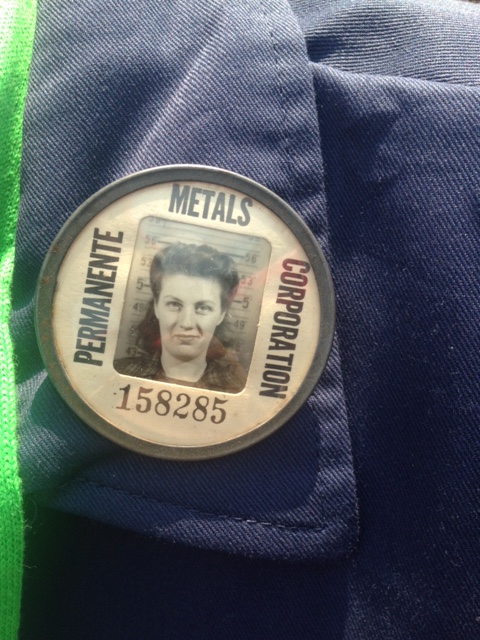 PERMANENTE
METALS
CORPORATION
158285